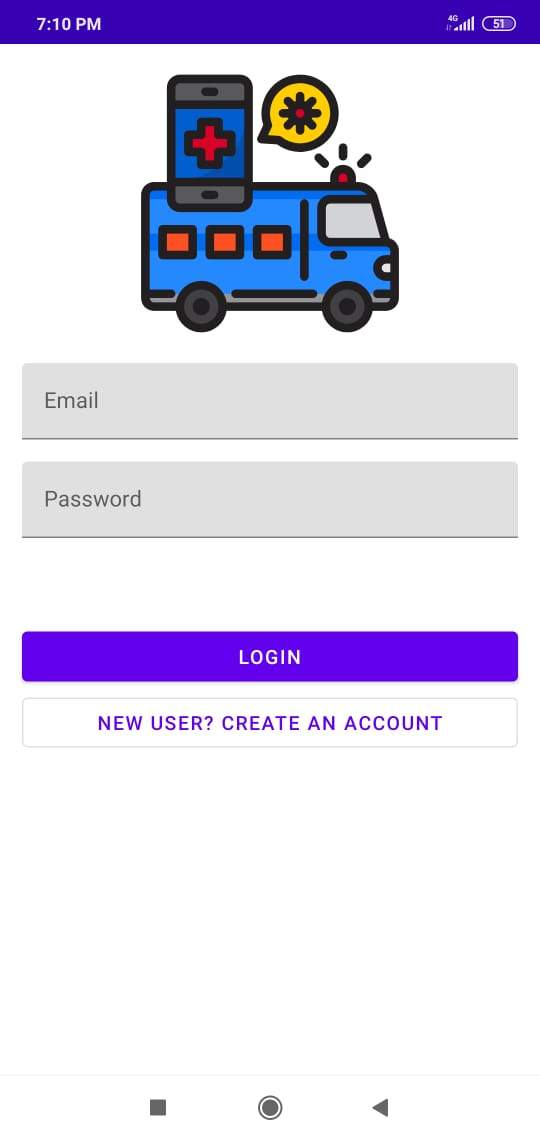 7:10 PM
4G
51
Email
Password
LOGIN
NEW USER? CREATE AN ACCOUNT